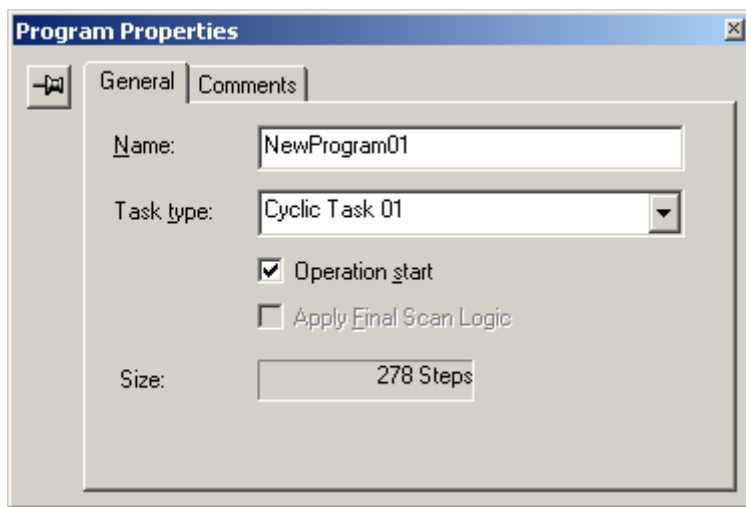 Program Properties
General Comments
Name: NewProgram01
Task type: Cyclic Task 01
Operation start
Apply Final Scan Logic
Size: 278 Steps